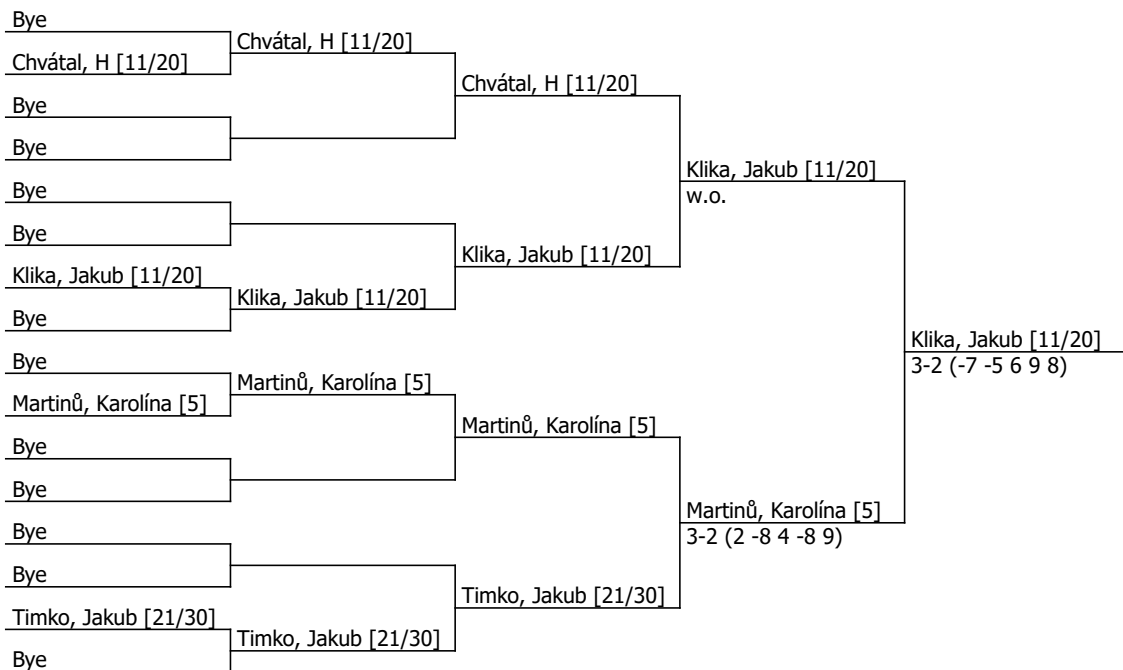 Bye
Chvátal, H [11/20]
Bye
Bye
Bye
Bye
Klika, Jakub [11/20]
Bye
Bye
Martinů, Karolína [5]
Bye
Bye
Bye
Bye
Timko, Jakub [21/30]
Bye
Chvátal, H [11/20]
Klika, Jakub [11/20]
Martinů, Karolína [5]
Timko, Jakub [21/30]
Chvátal, H [11/20]
Klika, Jakub [11/20]
Martinů, Karolína [5]
Timko, Jakub [21/30]
Klika, Jakub [11/20]
w.o.
Martinů, Karolína [5]
3-2 (2 -8 4 -8 9)
Klika, Jakub [11/20]
3-2 (-7 -5 6 9 8)